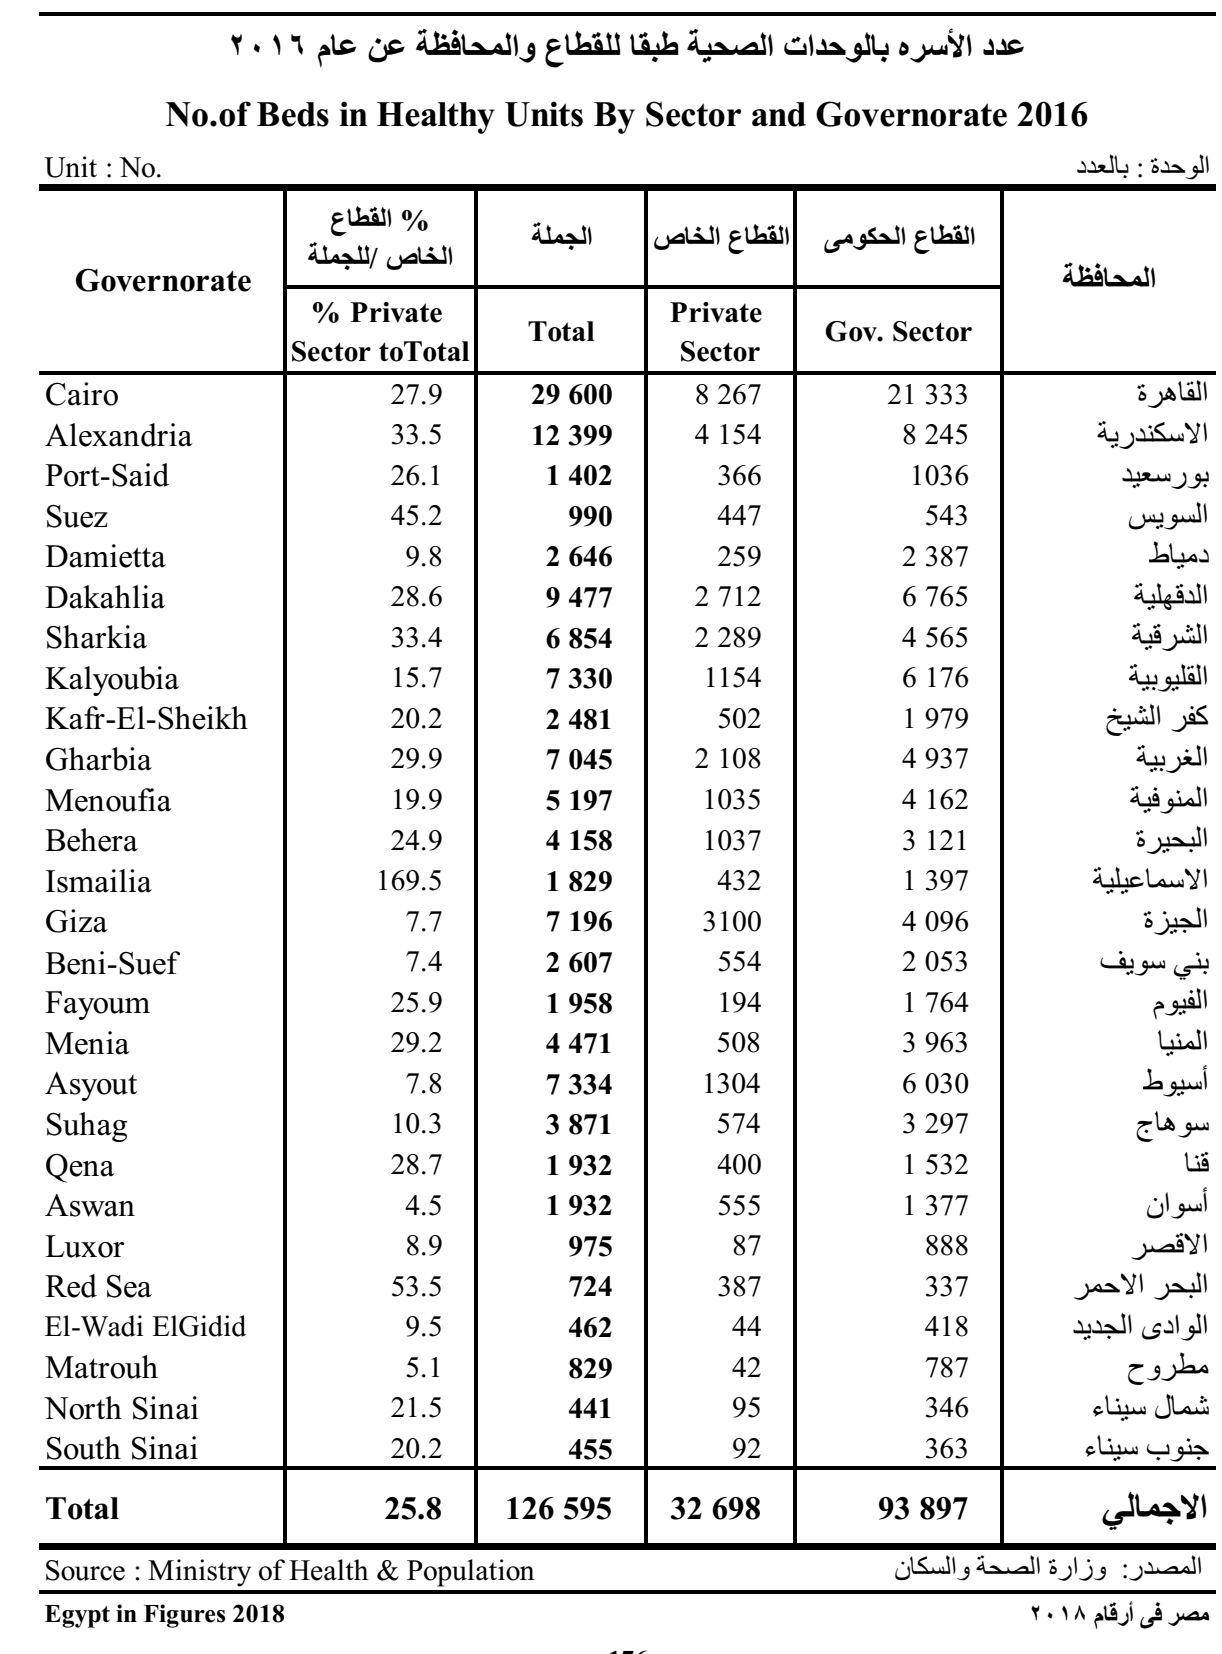 عدد الأسره بالوحدات الصحية طبقا للقطاع والمحافظة عن عام ٢٠١٦
No.of Beds in Healthy Units By Sector and Governorate 2016
Unit : No. الوحدة : بالعدد
Governorate % القطاع الخاص /للجملة الجملة القطاع الخاص القطاع الحكومى المحافظة
% Private Sector toTotal Total Private Sector Gov. Sector
Cairo 27.9 29 600 8 267 21 333 القاهرة
Alexandria 33.5 12 399 4 154 8 245 الاسكندرية
Port-Said 26.1 1 402 366 1036 بورسعيد
Suez 45.2 990 447 543 السويس
Damietta 9.8 2 646 259 2 387 دمياط
Dakahlia 28.6 9 477 2 712 6 765 الدقهلية
Sharkia 33.4 6 854 2 289 4 565 الشرقية
Kalyoubia 15.7 7 330 1154 6 176 القليوبية
Kafr-El-Sheikh 20.2 2 481 502 1 979 كفر الشيخ
Gharbia 29.9 7 045 2 108 4 937 الغربية
Menoufia 19.9 5 197 1035 4 162 المنوفية
Behera 24.9 4 158 1037 3 121 البحيرة
Ismailia 169.5 1 829 432 1 397 الاسماعيلية
Giza 7.7 7 196 3100 4 096 الجيزة
Beni-Suef 7.4 2 607 554 2 053 بني سويف
Fayoum 25.9 1 958 194 1 764 الفيوم
Menia 29.2 4 471 508 3 963 المنيا
Asyout 7.8 7 334 1304 6 030 أسيوط
Suhag 10.3 3 871 574 3 297 سوهاج
Qena 28.7 1 932 400 1 532 قنا
Aswan 4.5 1 932 555 1 377 أسوان
Luxor 8.9 975 87 888 الاقصر
Red Sea 53.5 724 387 337 البحر الاحمر
El-Wadi ElGidid 9.5 462 44 418 الوادى الجديد
Matrouh 5.1 829 42 787 مطروح
North Sinai 21.5 441 95 346 شمال سيناء
South Sinai 20.2 455 92 363 جنوب سيناء
Total 25.8 126 595 32 698 93 897 الاجمالي
Source : Ministry of Health & Population المصدر: وزارة الصحة والسكان
Egypt in Figures 2018 مصر فى أرقام ٢٠١٨